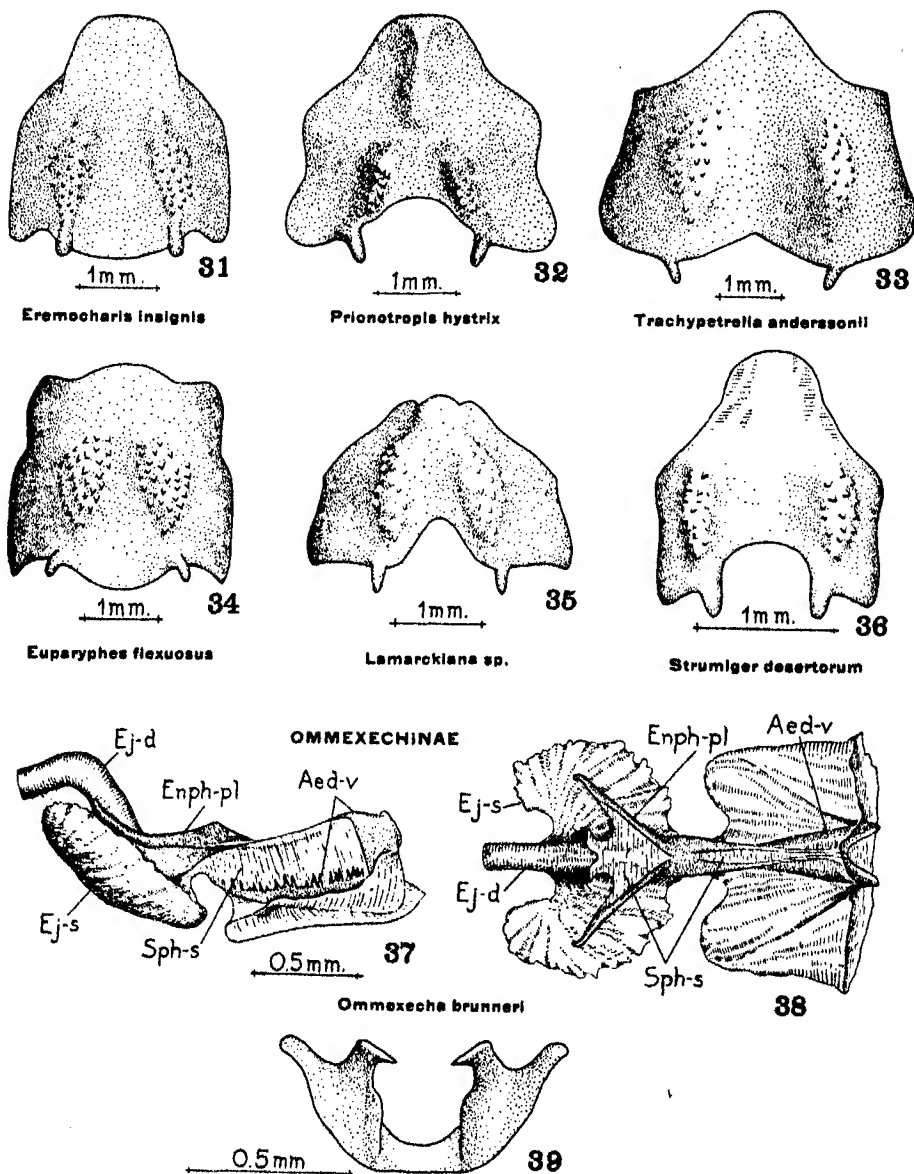 31
1mm.
Eremocharis insignis
32
1mm.
Prionotropis hystrix
33
1mm.
Trachypetrella anderssonii
34
1mm.
Euparyphes flexuosus
35
1mm.
Lamarckiana sp.
36
1mm.
Strumiger desertorum
OMMEXECHINAE
Ej-d
Enph-pl
Aed-v
Ej-s
Sph-s
37
0.5mm.
Enph-pl
Aed-v
Ej-s
Ej-d
Sph-s
38
Ommexecha brunneri
0.5mm
39